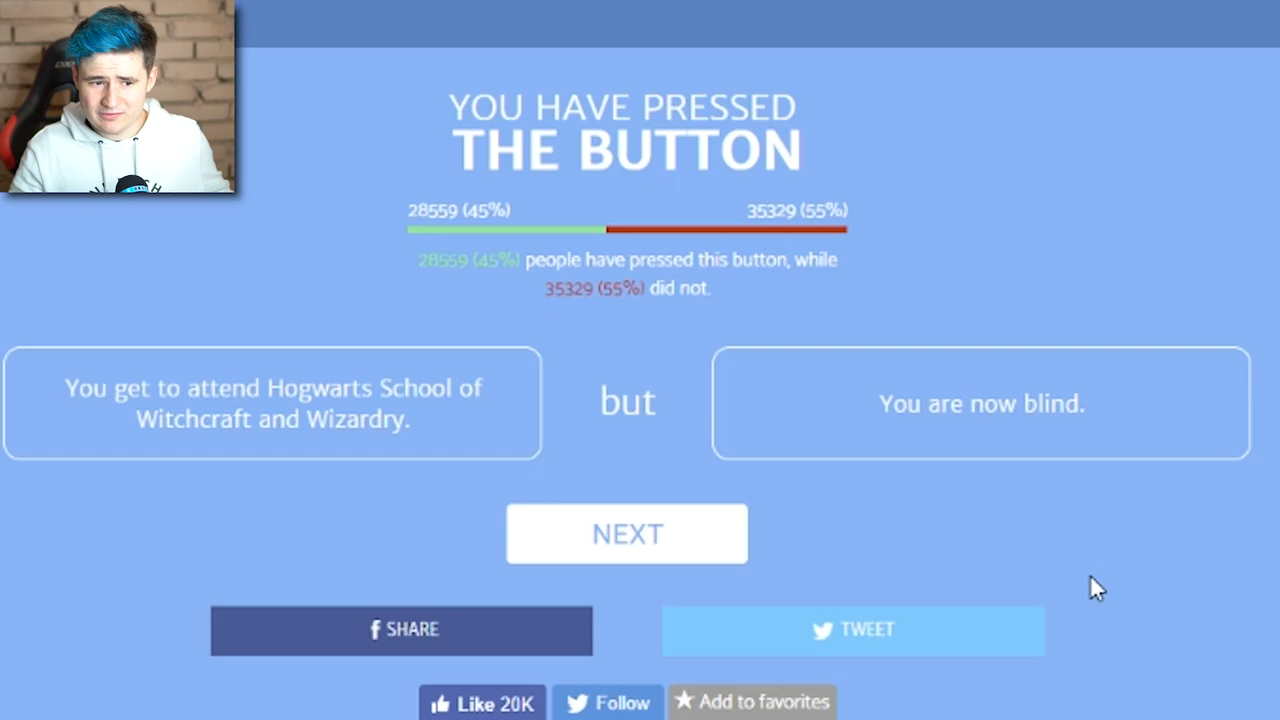 YOU HAVE PRESSED
THE BUTTON
28559 (45%) 35329 (55%)
28559 (45%) people have pressed this button, while
35329 (55%) did not.
You get to attend Hogwarts School of
Witchcraft and Wizardry.
but
You are now blind.
NEXT
SHARE
TWEET
Like 20K
Follow
Add to favorites